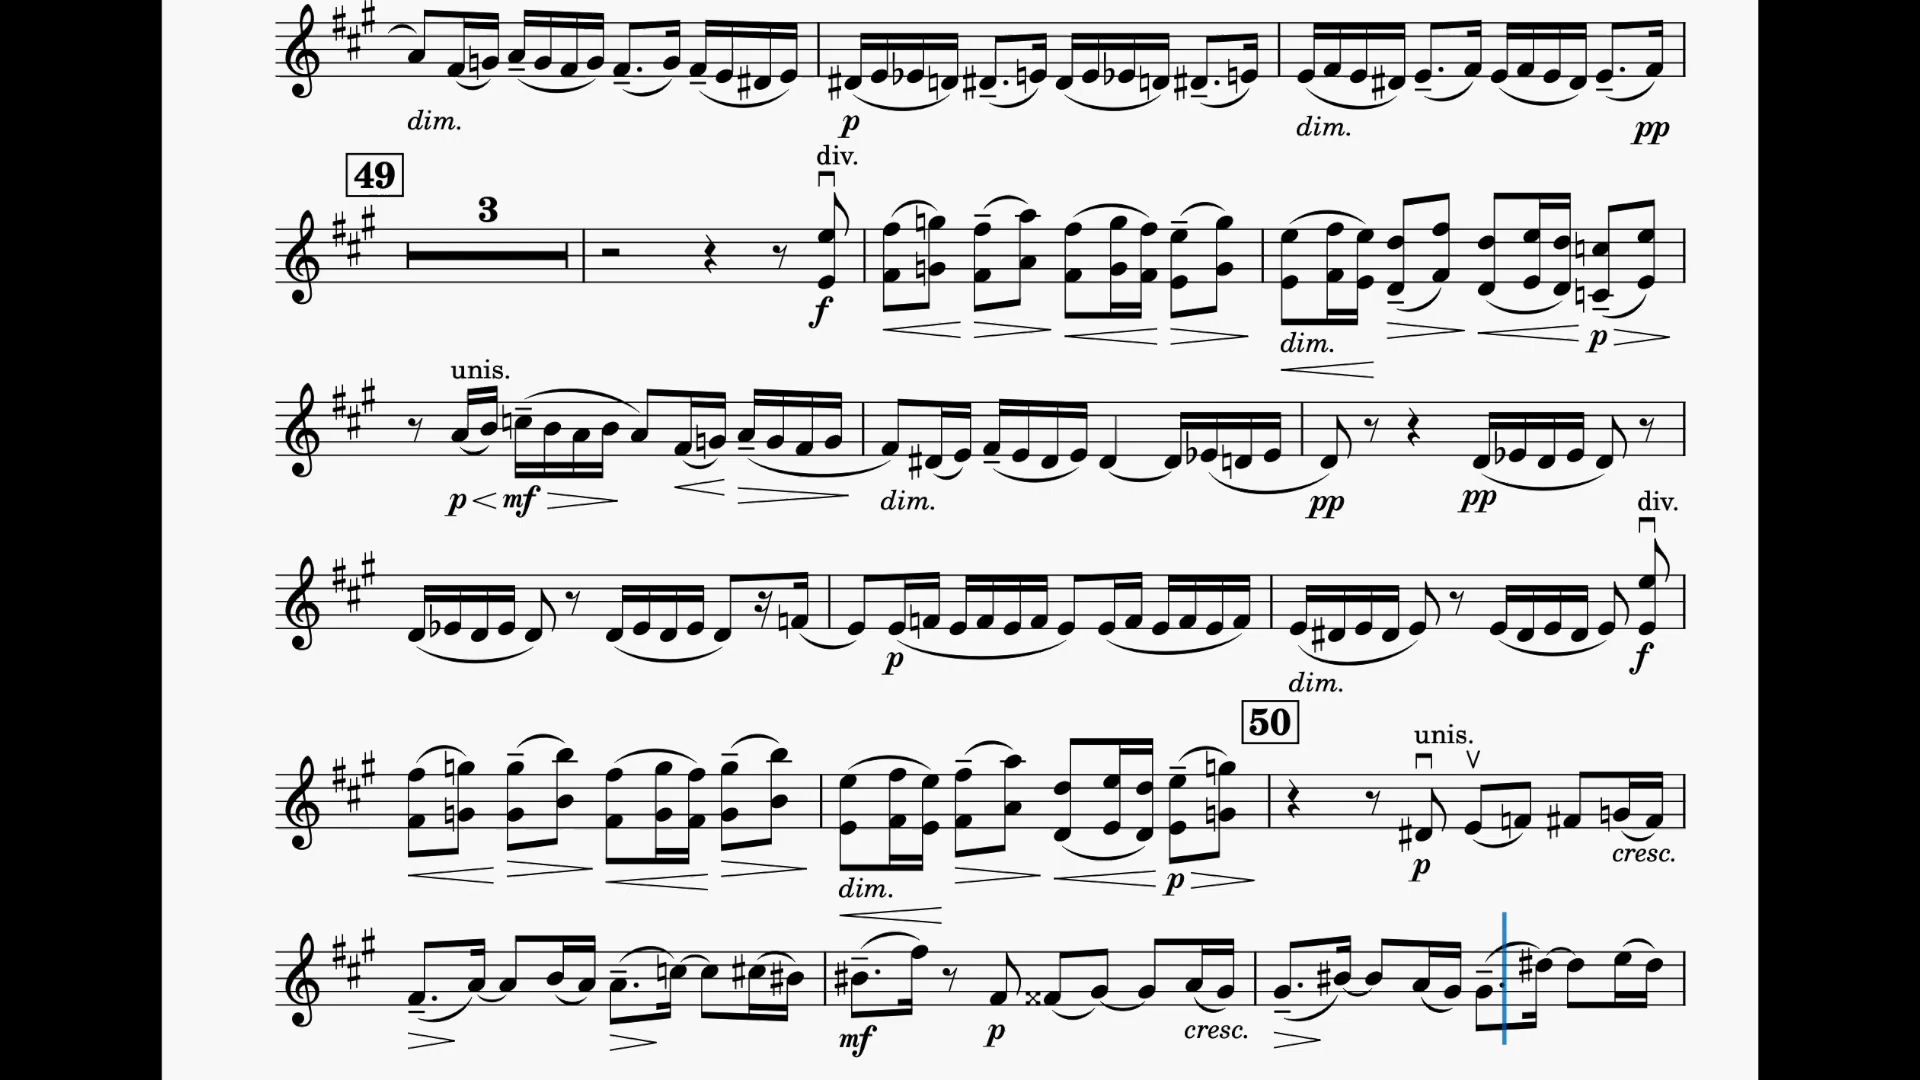 dim. p dim. pp
49
3
div.
f dim. p
unis.
p mf dim. pp pp
div.
p dim. f
50
unis.
dim. p p cresc.
mf p cresc.